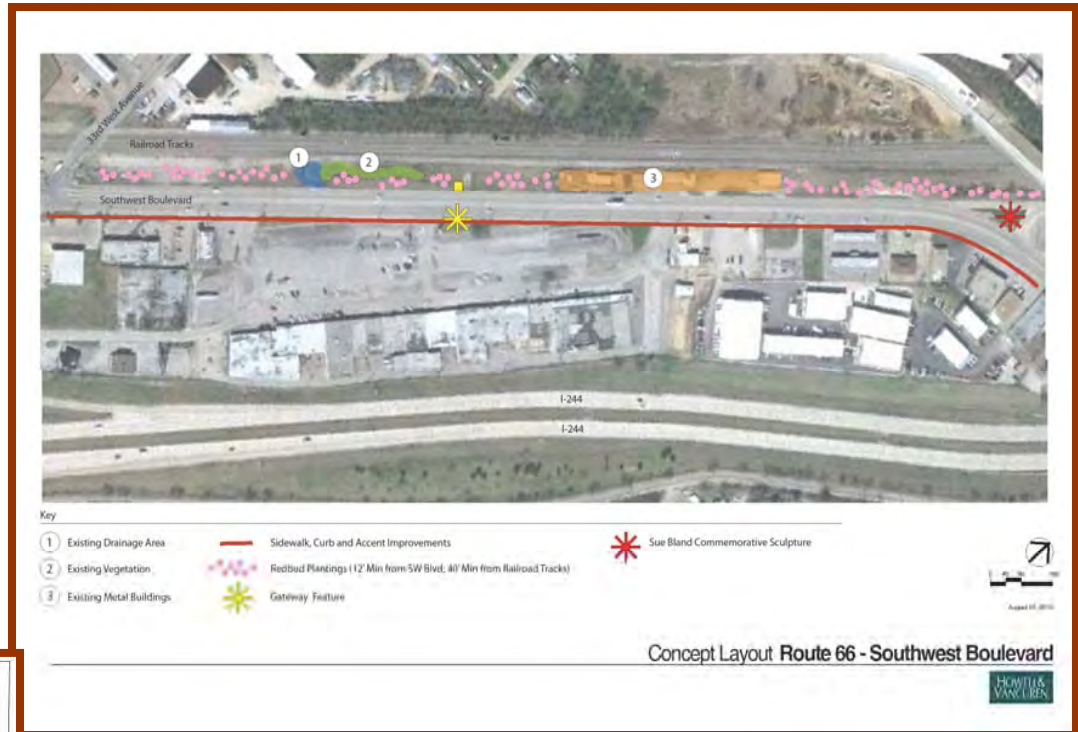 33rd West Avenue
Railroad Tracks
1
2
3
Southwest Boulevard
I-244
I-244
Key
1 Existing Drainage Area
Sidewalk, Curb and Accent Improvements
Sue Bland Commemorative Sculpture
2 Existing Vegetation
Redbud Plantings (12' Min from SW Blvd; 40' Min from Railroad Tracks)
3 Existing Metal Buildings
Gateway Feature
Concept Layout Route 66 - Southwest Boulevard
HOWELL &
VANCUREN